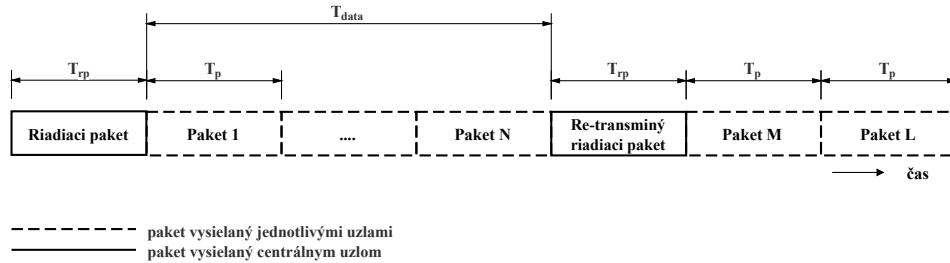 T_data
T_rp
T_p
T_rp
T_p
T_p
Riadiaci paket
Paket 1
....
Paket N
Re-transminý
riadiaci paket
Paket M
Paket L
čas
paket vysielaný jednotlivými uzlami
paket vysielaný centrálnym uzlom